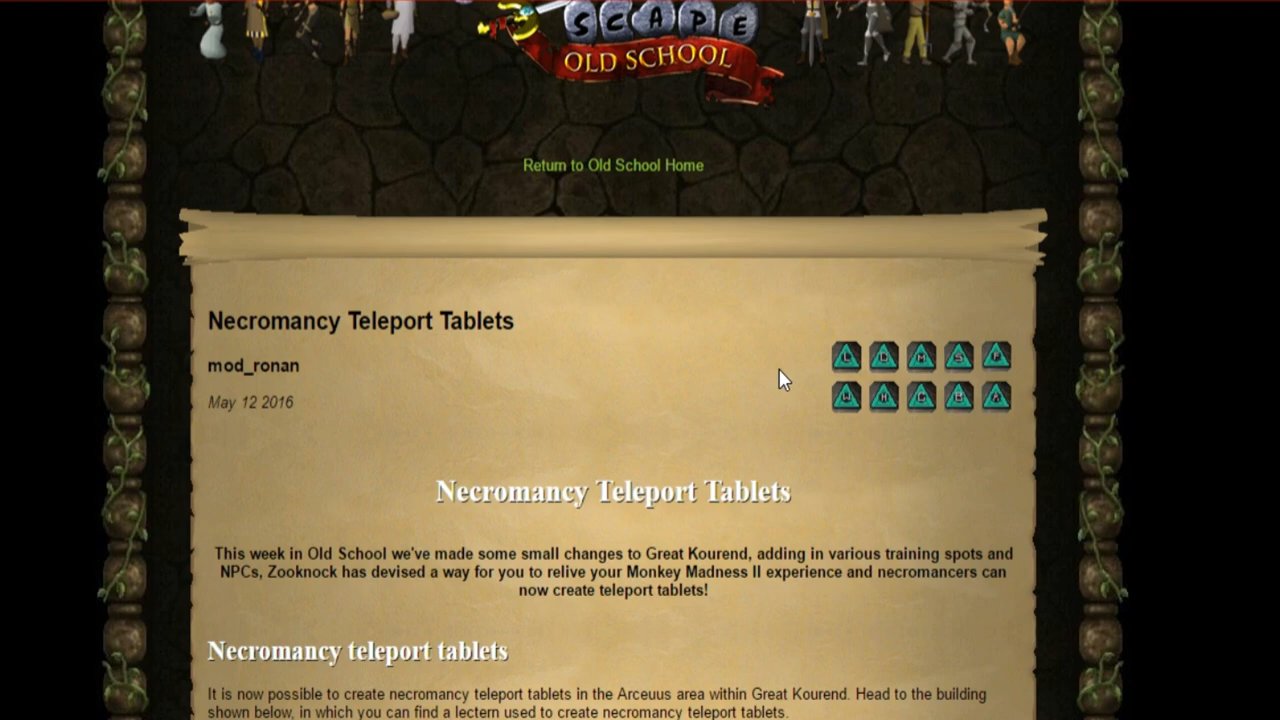 SCAPE
OLD SCHOOL
Return to Old School Home
Necromancy Teleport Tablets
mod_ronan
May 12 2016
Necromancy Teleport Tablets
This week in Old School we've made some small changes to Great Kourend, adding in various training spots and
NPCs, Zooknock has devised a way for you to relive your Monkey Madness II experience and necromancers can
now create teleport tablets!
Necromancy teleport tablets
It is now possible to create necromancy teleport tablets in the Arceuus area within Great Kourend. Head to the building
shown below, in which you can find a lectern used to create necromancy teleport tablets.